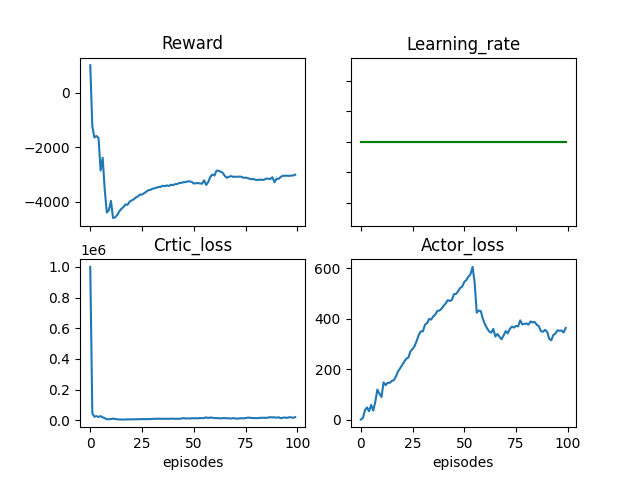 Reward
Learning_rate
0
−2000
−4000
Crtic_loss
Actor_loss
1e6
1.0
0.8
0.6
0.4
0.2
0.0
600
400
200
0
0 25 50 75 100
0 25 50 75 100
episodes
episodes